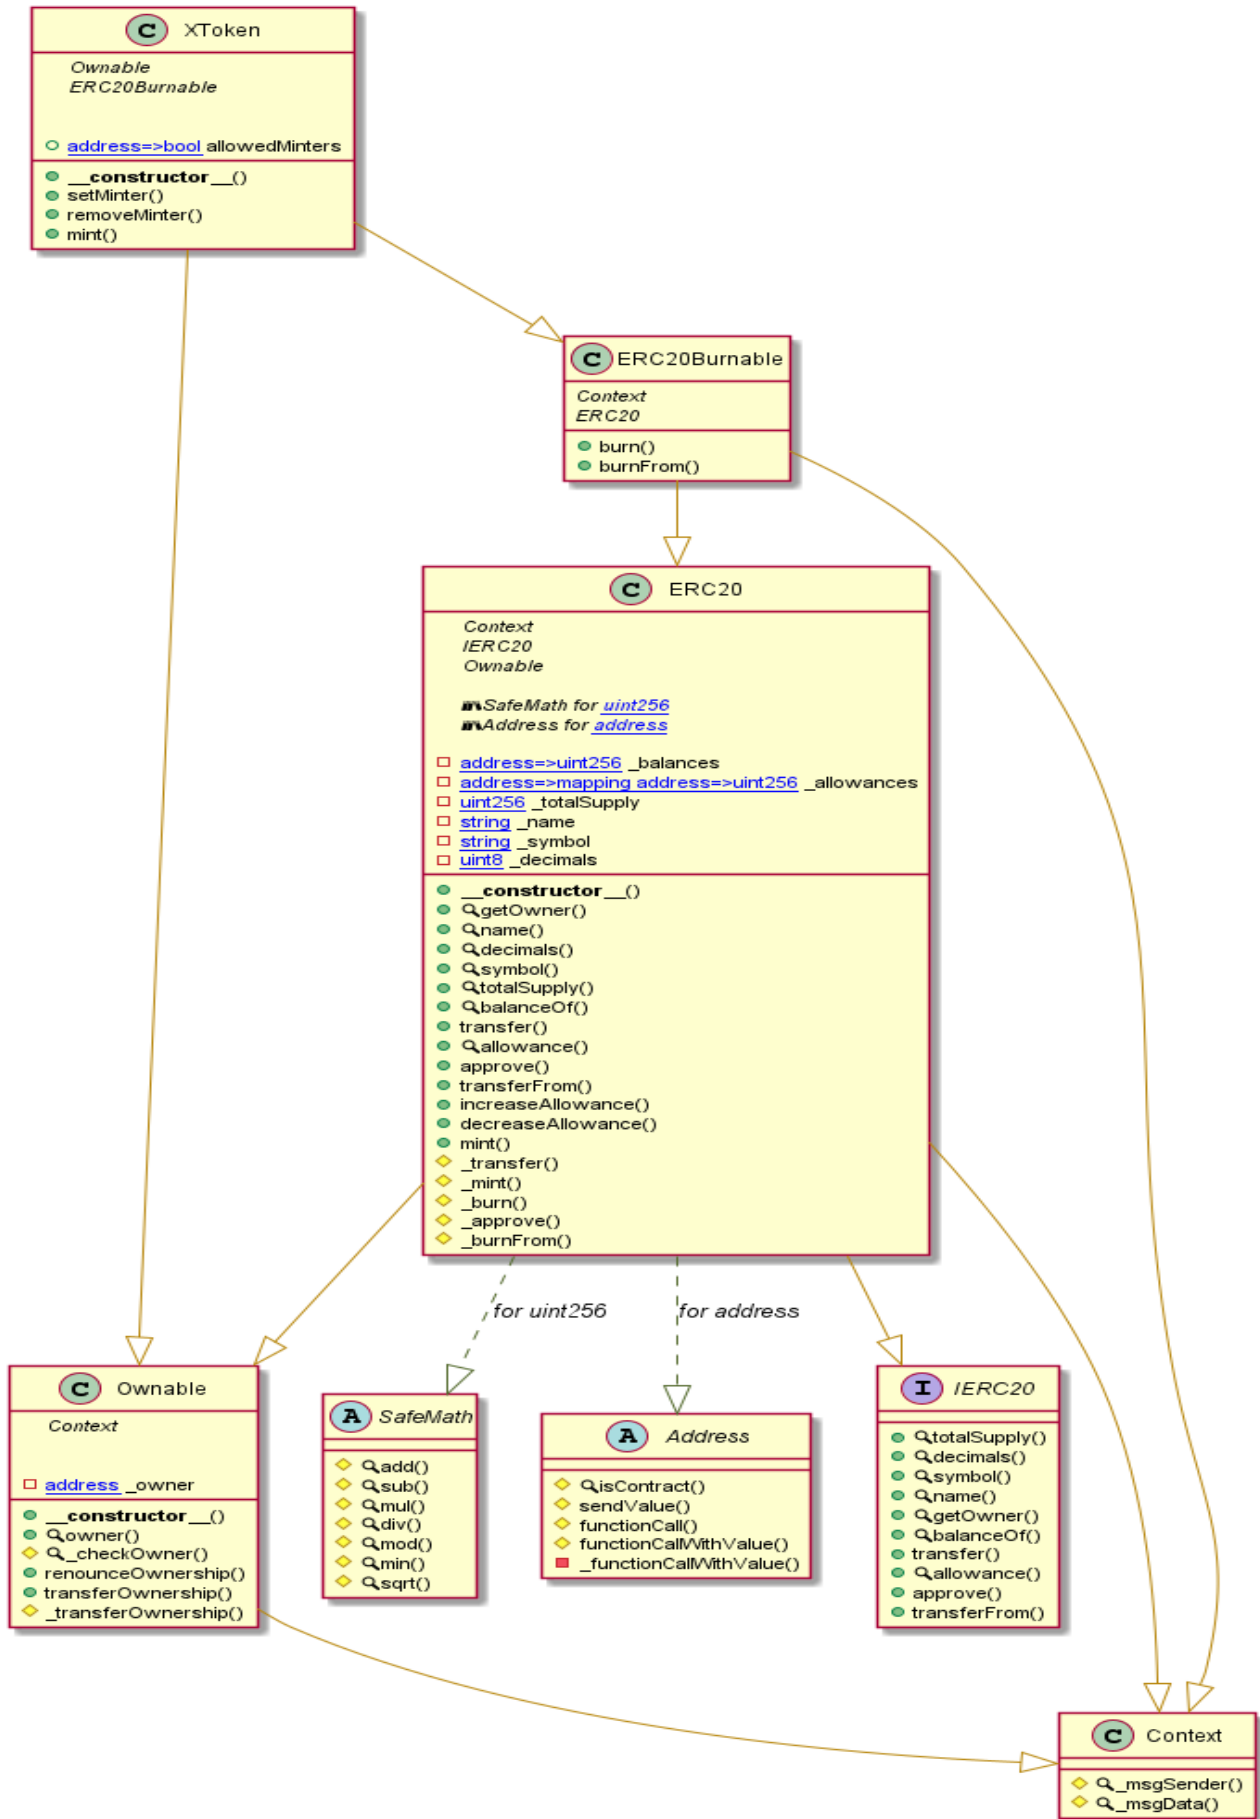 C XToken
Ownable
ERC20Burnable
address=>bool allowedMinters
__constructor__()
setMinter()
removeMinter()
mint()
C ERC20Burnable
Context
ERC20
burn()
burnFrom()
C ERC20
Context
IERC20
Ownable
SafeMath for uint256
Address for address
address=>uint256 _balances
address=>mapping address=>uint256 _allowances
uint256 _totalSupply
string _name
string _symbol
uint8 _decimals
__constructor__()
getOwner()
name()
decimals()
symbol()
totalSupply()
balanceOf()
transfer()
allowance()
approve()
transferFrom()
increaseAllowance()
decreaseAllowance()
mint()
_transfer()
_mint()
_burn()
_approve()
_burnFrom()
for uint256
for address
C Ownable
Context
address _owner
__constructor__()
owner()
_checkOwner()
renounceOwnership()
transferOwnership()
_transferOwnership()
A SafeMath
add()
sub()
mul()
div()
mod()
min()
sqrt()
A Address
isContract()
sendValue()
functionCall()
functionCallWithValue()
_functionCallWithValue()
I IERC20
totalSupply()
decimals()
symbol()
name()
getOwner()
balanceOf()
transfer()
allowance()
approve()
transferFrom()
C Context
_msgSender()
_msgData()